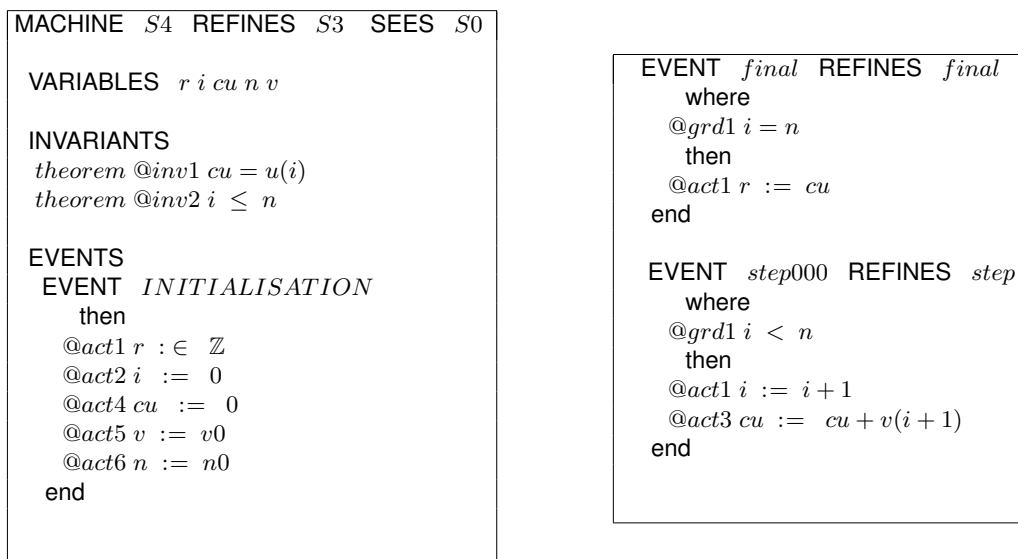 MACHINE S4 REFINES S3 SEES S0
VARIABLES r i cu n v
INVARIANTS
theorem @inv1 cu = u(i)
theorem @inv2 i ≤ n
EVENTS
EVENT INITIALISATION
then
@act1 r :∈ ℤ
@act2 i := 0
@act4 cu := 0
@act5 v := v0
@act6 n := n0
end
EVENT final REFINES final
where
@grd1 i = n
then
@act1 r := cu
end
EVENT step000 REFINES step
where
@grd1 i < n
then
@act1 i := i + 1
@act3 cu := cu + v(i + 1)
end